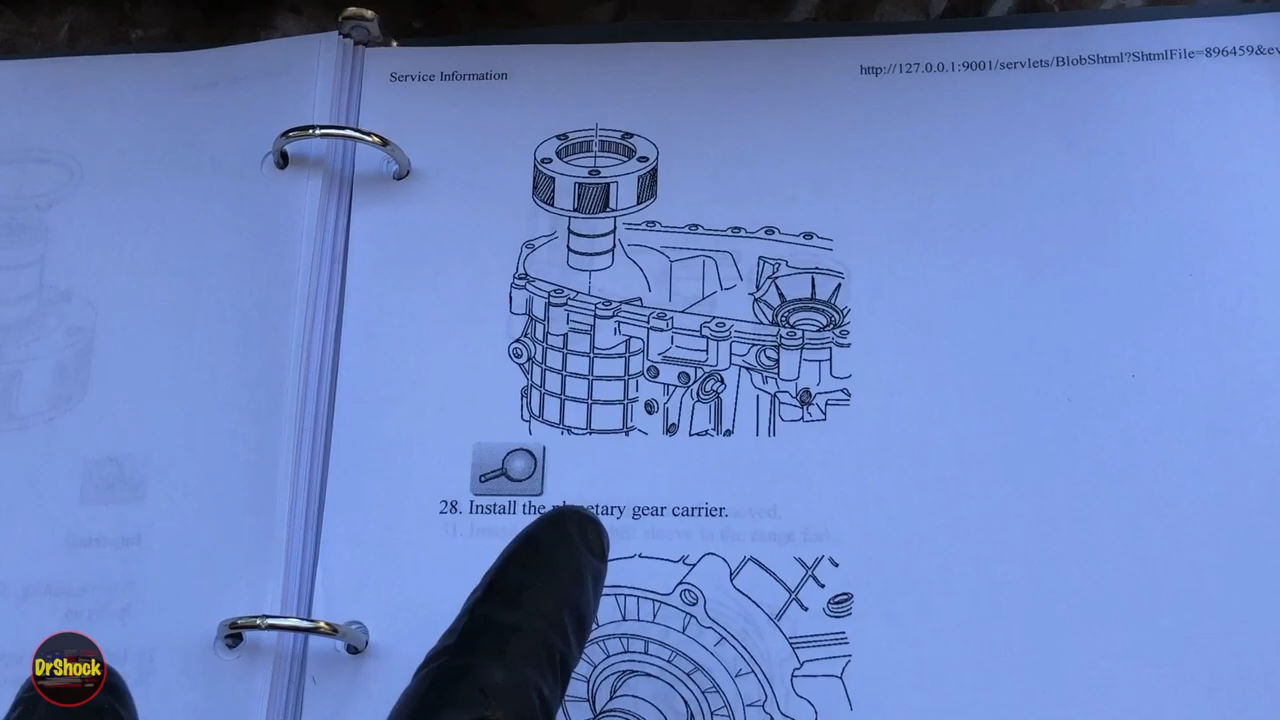 Service Information
http://127.0.0.1:9001/servlets/BlobShtml?ShtmlFile=896459&ev
28. Install the planetary gear carrier.
DrShock